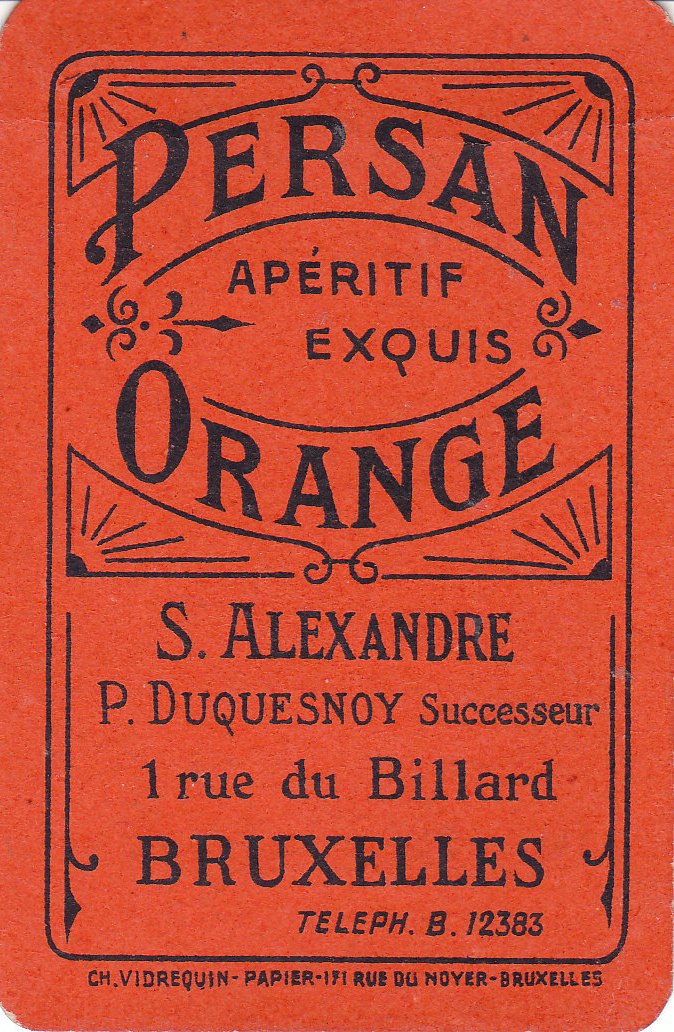 PERSAN
APÉRITIF
EXQUIS
ORANGE
S. ALEXANDRE
P. DUQUESNOY Successeur
1 rue du Billard
BRUXELLES
TELEPH. B. 12383
CH. VIDREQUIN - PAPIER - 171 RUE DU NOYER - BRUXELLES